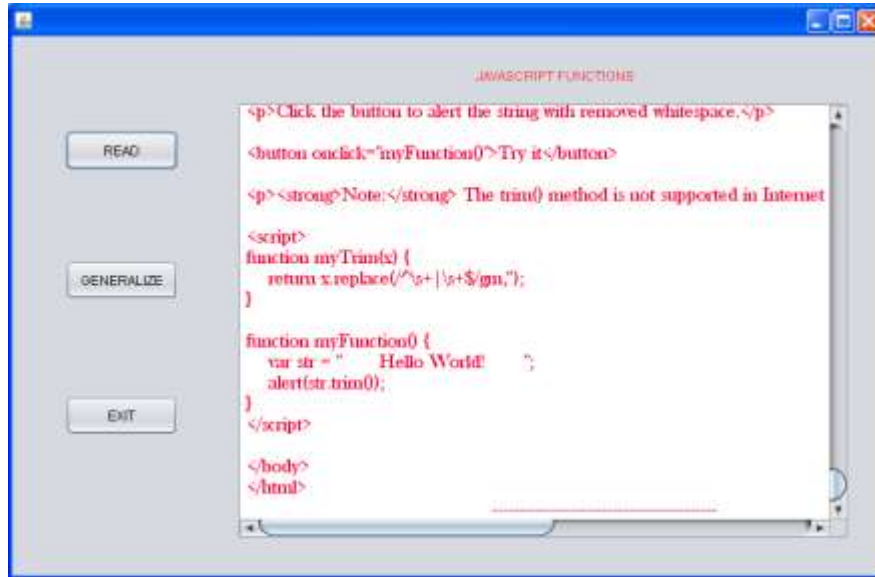 JAVASCRIPT FUNCTIONS
READ
GENERALIZE
EXIT
<p>Click the button to alert the string with removed whitespace.</p>
<button onclick="myFunction()">Try it</button>
<p><strong>Note:</strong> The trim() method is not supported in Internet
<script>
function myTrim(x) {
return x.replace(/^\s+|\s+$/gm,'');
}
function myFunction() {
var str = "       Hello World!       ";
alert(str.trim());
}
</script>
</body>
</html>